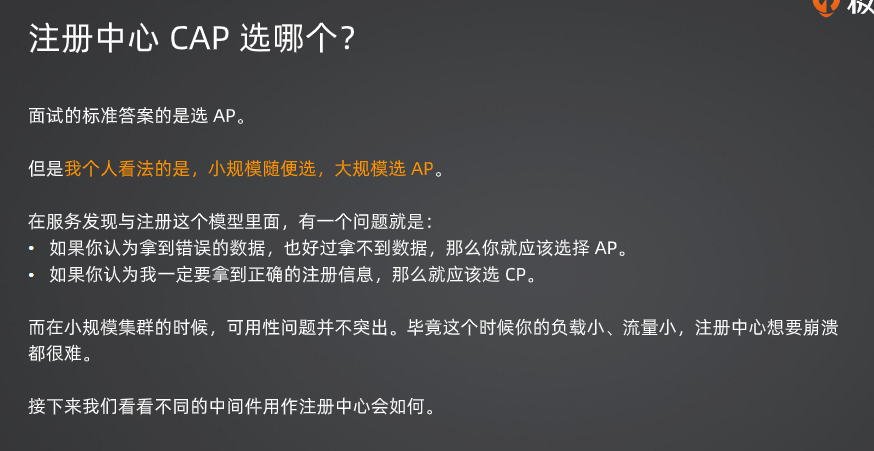 注册中心 CAP 选哪个？
面试的标准答案的是选 AP。
但是我个人看法的是，小规模随便选，大规模选 AP。
在服务发现与注册这个模型里面，有一个问题就是：
• 如果你认为拿到错误的数据，也好过拿不到数据，那么你就应该选择 AP。
• 如果你认为我一定要拿到正确的注册信息，那么就应该选 CP。
而在小规模集群的时候，可用性问题并不突出。毕竟这个时候你的负载小、流量小，注册中心想要崩溃
都很难。
接下来我们看看不同的中间件用作注册中心会如何。